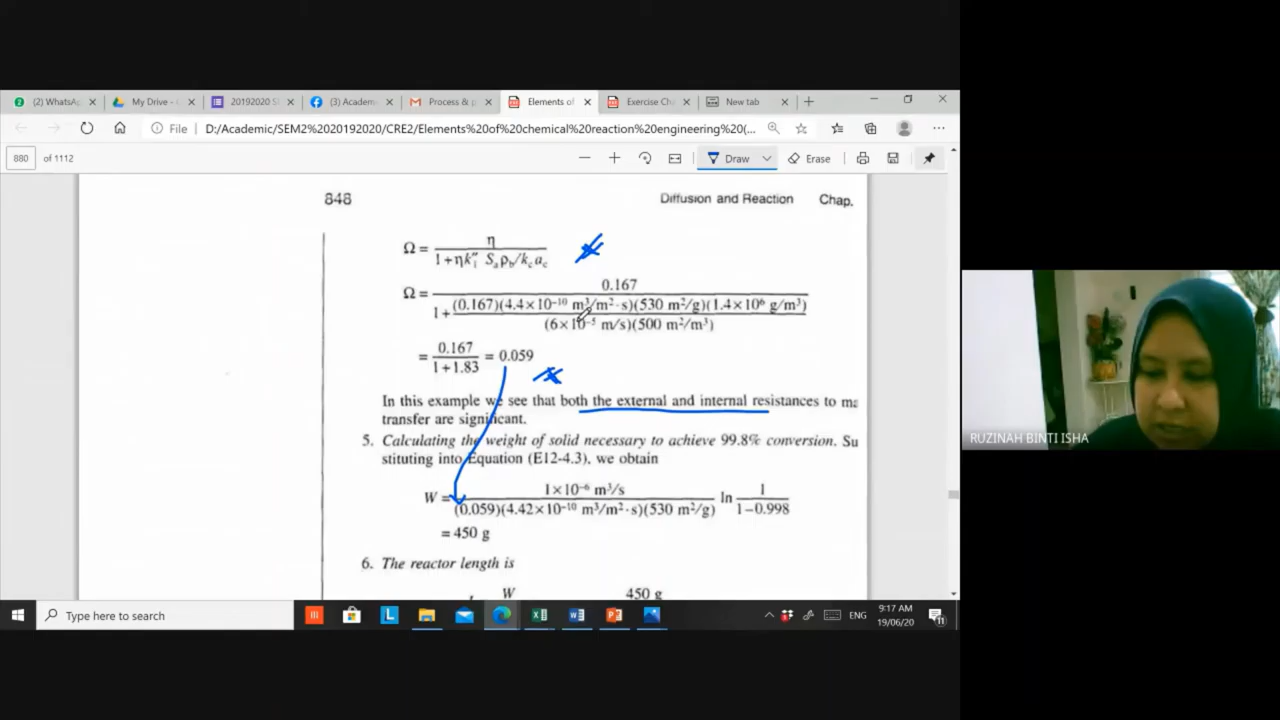 (2) WhatsAp
My Drive -
20192020 S
(3) Academ
Process & p
Elements of
Exercise Cha
New tab
File
D:/Academic/SEM2%2020192020/CRE2/Elements%20of%20chemical%20reaction%20engineering%20(...
880 of 1112
Draw
Erase
848
Diffusion and Reaction Chap.
Ω = η / (1 + ηk″₁ Sₐρ_b/k_c a_c)
Ω = 0.167 / (1 + (0.167)(4.4×10⁻¹⁰ m³/m²·s)(530 m²/g)(1.4×10⁶ g/m³) / (6×10⁻⁵ m/s)(500 m²/m³))
= 0.167 / (1+1.83) = 0.059
In this example we see that both the external and internal resistances to ma
transfer are significant.
5. Calculating the weight of solid necessary to achieve 99.8% conversion. Su
stituting into Equation (E12-4.3), we obtain
W = 1×10⁻⁶ m³/s / (0.059)(4.42×10⁻¹⁰ m³/m²·s)(530 m²/g) ln 1 / (1−0.998)
= 450 g
6. The reactor length is
W 450 g
RUZINAH BINTI ISHA
Type here to search
ENG
9:17 AM
19/06/20
11